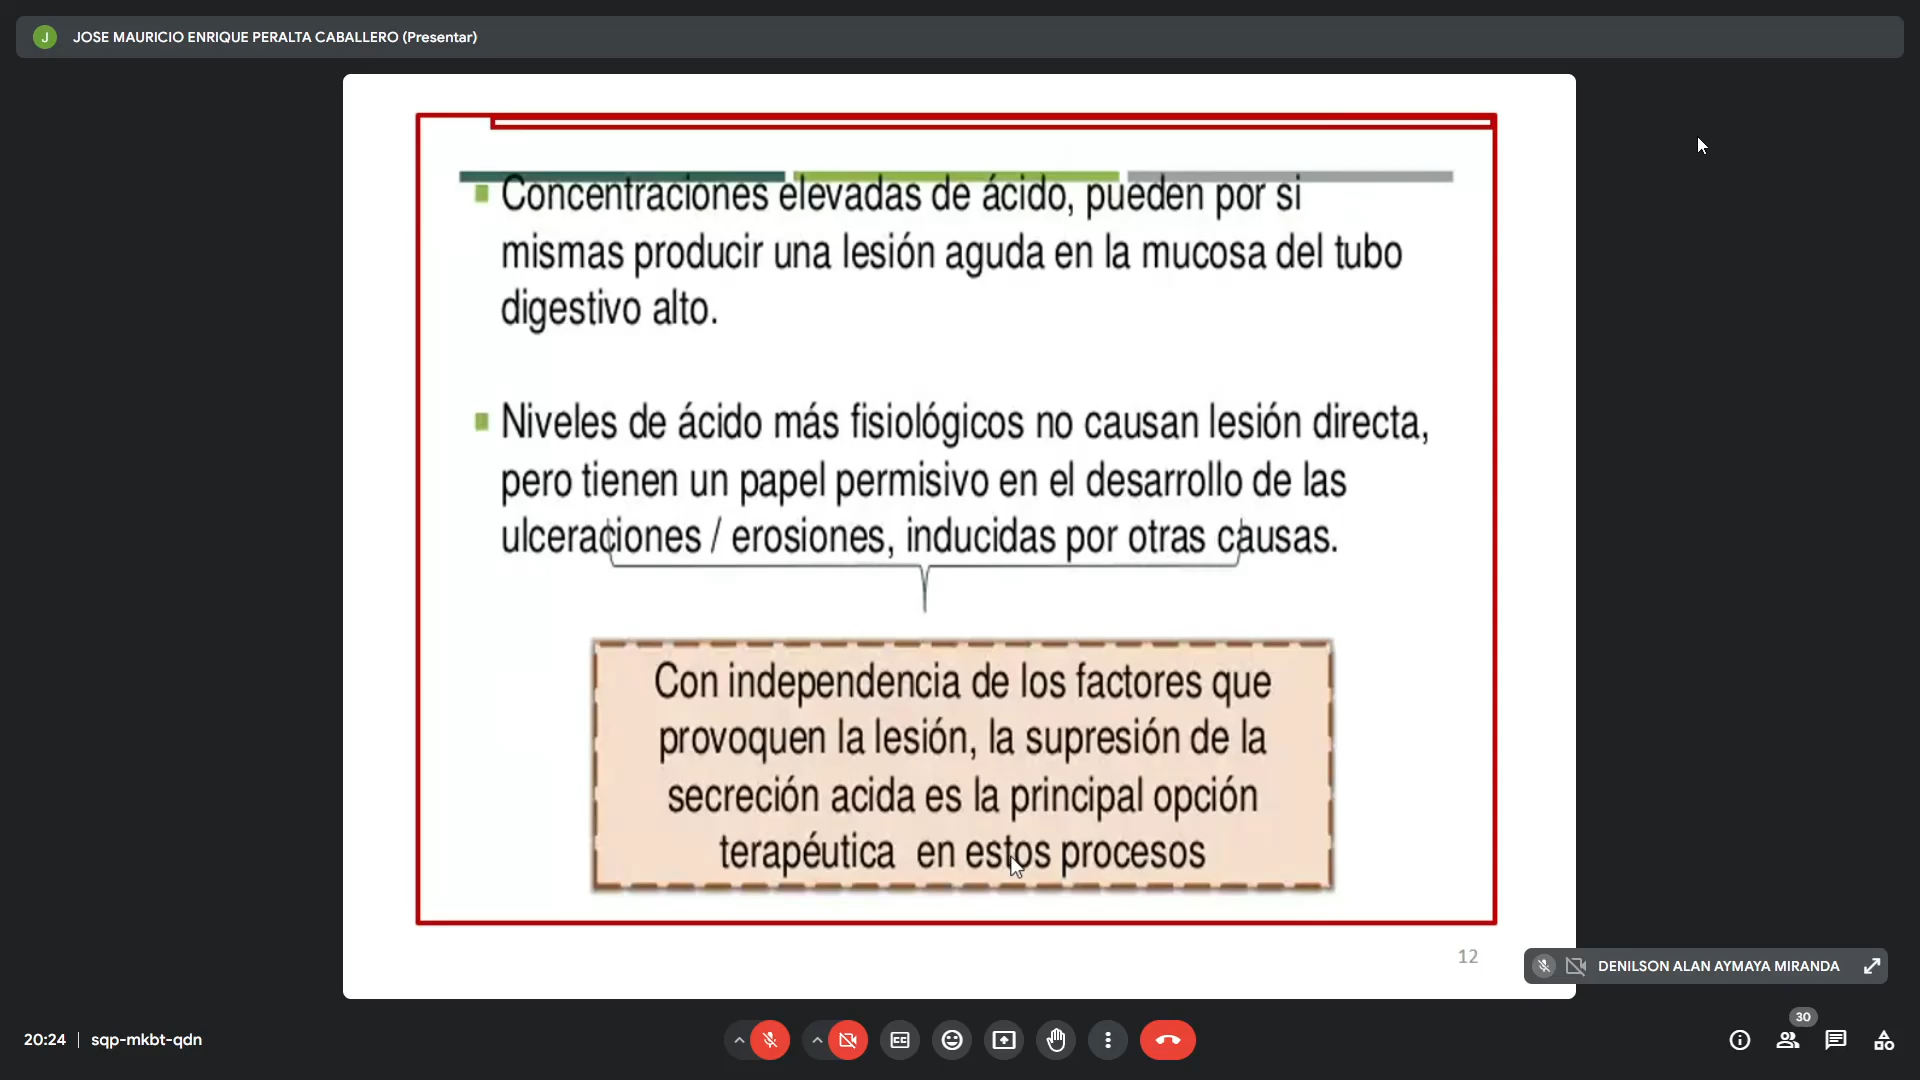 J JOSE MAURICIO ENRIQUE PERALTA CABALLERO (Presentar)
Concentraciones elevadas de ácido, pueden por si
mismas producir una lesión aguda en la mucosa del tubo
digestivo alto.
Niveles de ácido más fisiológicos no causan lesión directa,
pero tienen un papel permisivo en el desarrollo de las
ulceraciones / erosiones, inducidas por otras causas.
Con independencia de los factores que
provoquen la lesión, la supresión de la
secreción acida es la principal opción
terapéutica en estos procesos
12
DENILSON ALAN AYMAYA MIRANDA
30
20:24 | sqp-mkbt-qdn
CC